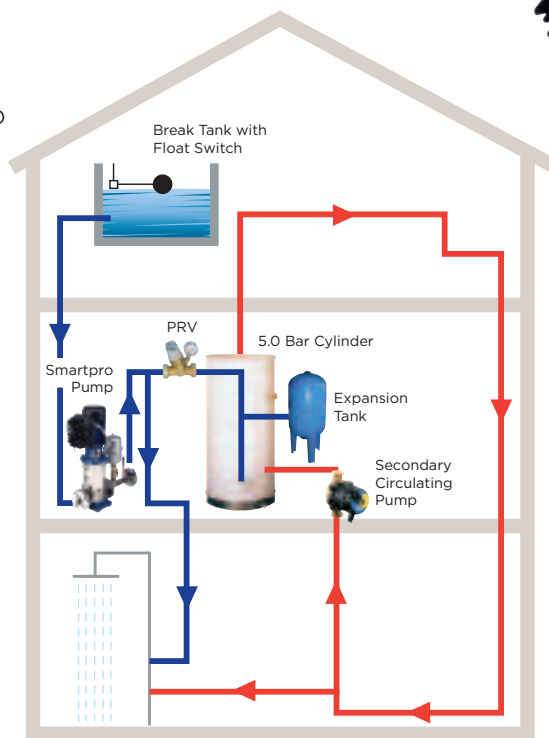 Break Tank with
Float Switch
PRV
5.0 Bar Cylinder
Smartpro
Pump
Expansion
Tank
Secondary
Circulating
Pump